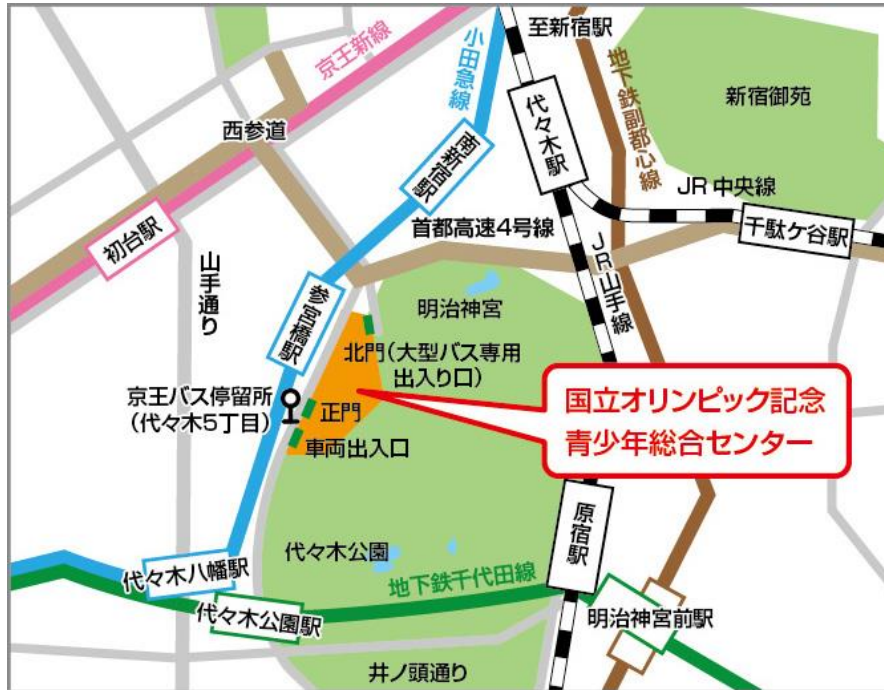 京王新線
小田急線
至新宿駅
地下鉄副都心線
新宿御苑
西参道
代々木駅
南新宿駅
JR中央線
千駄ケ谷駅
首都高速4号線
JR山手線
初台駅
山手通り
参宮橋駅
明治神宮
北門(大型バス専用
出入り口)
京王バス停留所
(代々木5丁目)
正門
車両出入口
国立オリンピック記念
青少年総合センター
原宿駅
代々木公園
代々木八幡駅
地下鉄千代田線
代々木公園駅
明治神宮前駅
井ノ頭通り